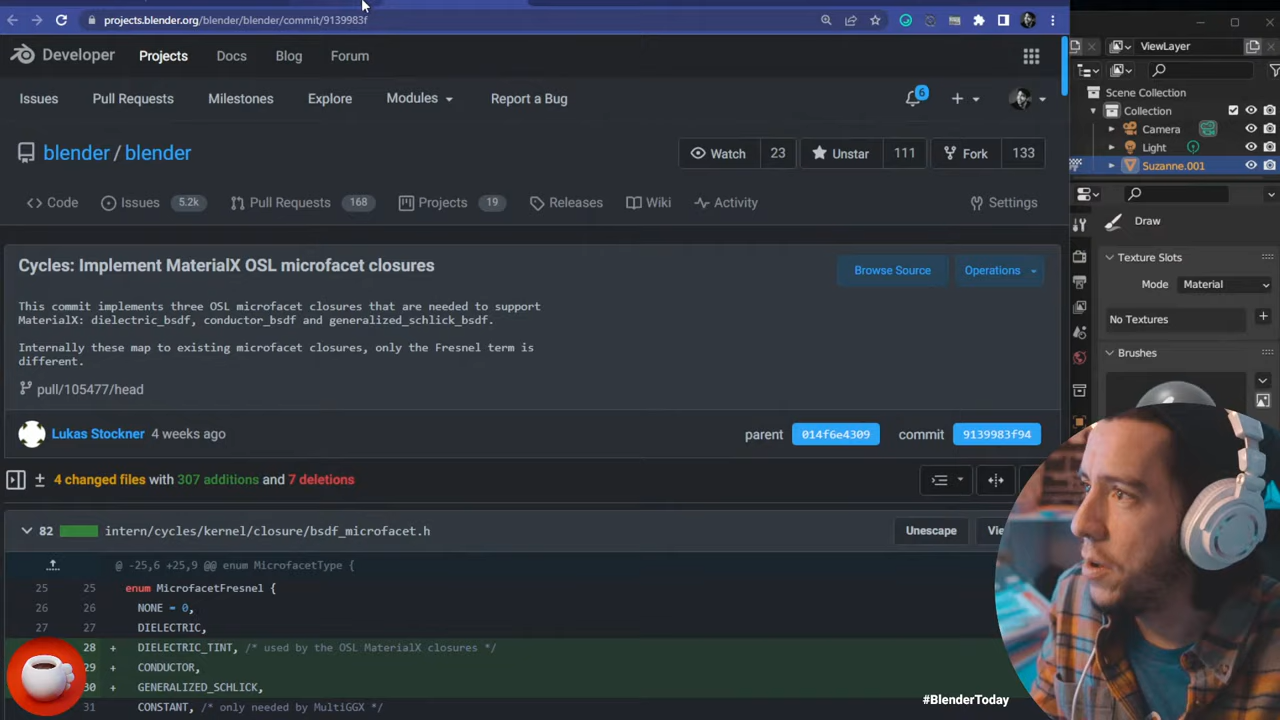 projects.blender.org/blender/blender/commit/9139983f
ViewLayer
Developer
Projects
Docs
Blog
Forum
Issues
Pull Requests
Milestones
Explore
Modules
Report a Bug
6
Scene Collection
Collection
Camera
Light
Suzanne.001
blender / blender
Watch 23
Unstar 111
Fork 133
Code
Issues 5.2k
Pull Requests 168
Projects 19
Releases
Wiki
Activity
Settings
Draw
Texture Slots
Mode Material
No Textures
Brushes
Cycles: Implement MaterialX OSL microfacet closures
Browse Source
Operations
This commit implements three OSL microfacet closures that are needed to support
MaterialX: dielectric_bsdf, conductor_bsdf and generalized_schlick_bsdf.
Internally these map to existing microfacet closures, only the Fresnel term is
different.
pull/105477/head
Lukas Stockner 4 weeks ago
parent 014f6e4309 commit 9139983f94
4 changed files with 307 additions and 7 deletions
82 intern/cycles/kernel/closure/bsdf_microfacet.h
Unescape
@ -25,6 +25,9 @@ enum MicrofacetType {
25 25 enum MicrofacetFresnel {
26 26 NONE = 0,
27 27 DIELECTRIC,
28 + DIELECTRIC_TINT, /* used by the OSL MaterialX closures */
29 + CONDUCTOR,
30 + GENERALIZED_SCHLICK,
31 CONSTANT, /* only needed by MultiGGX */
#BlenderToday